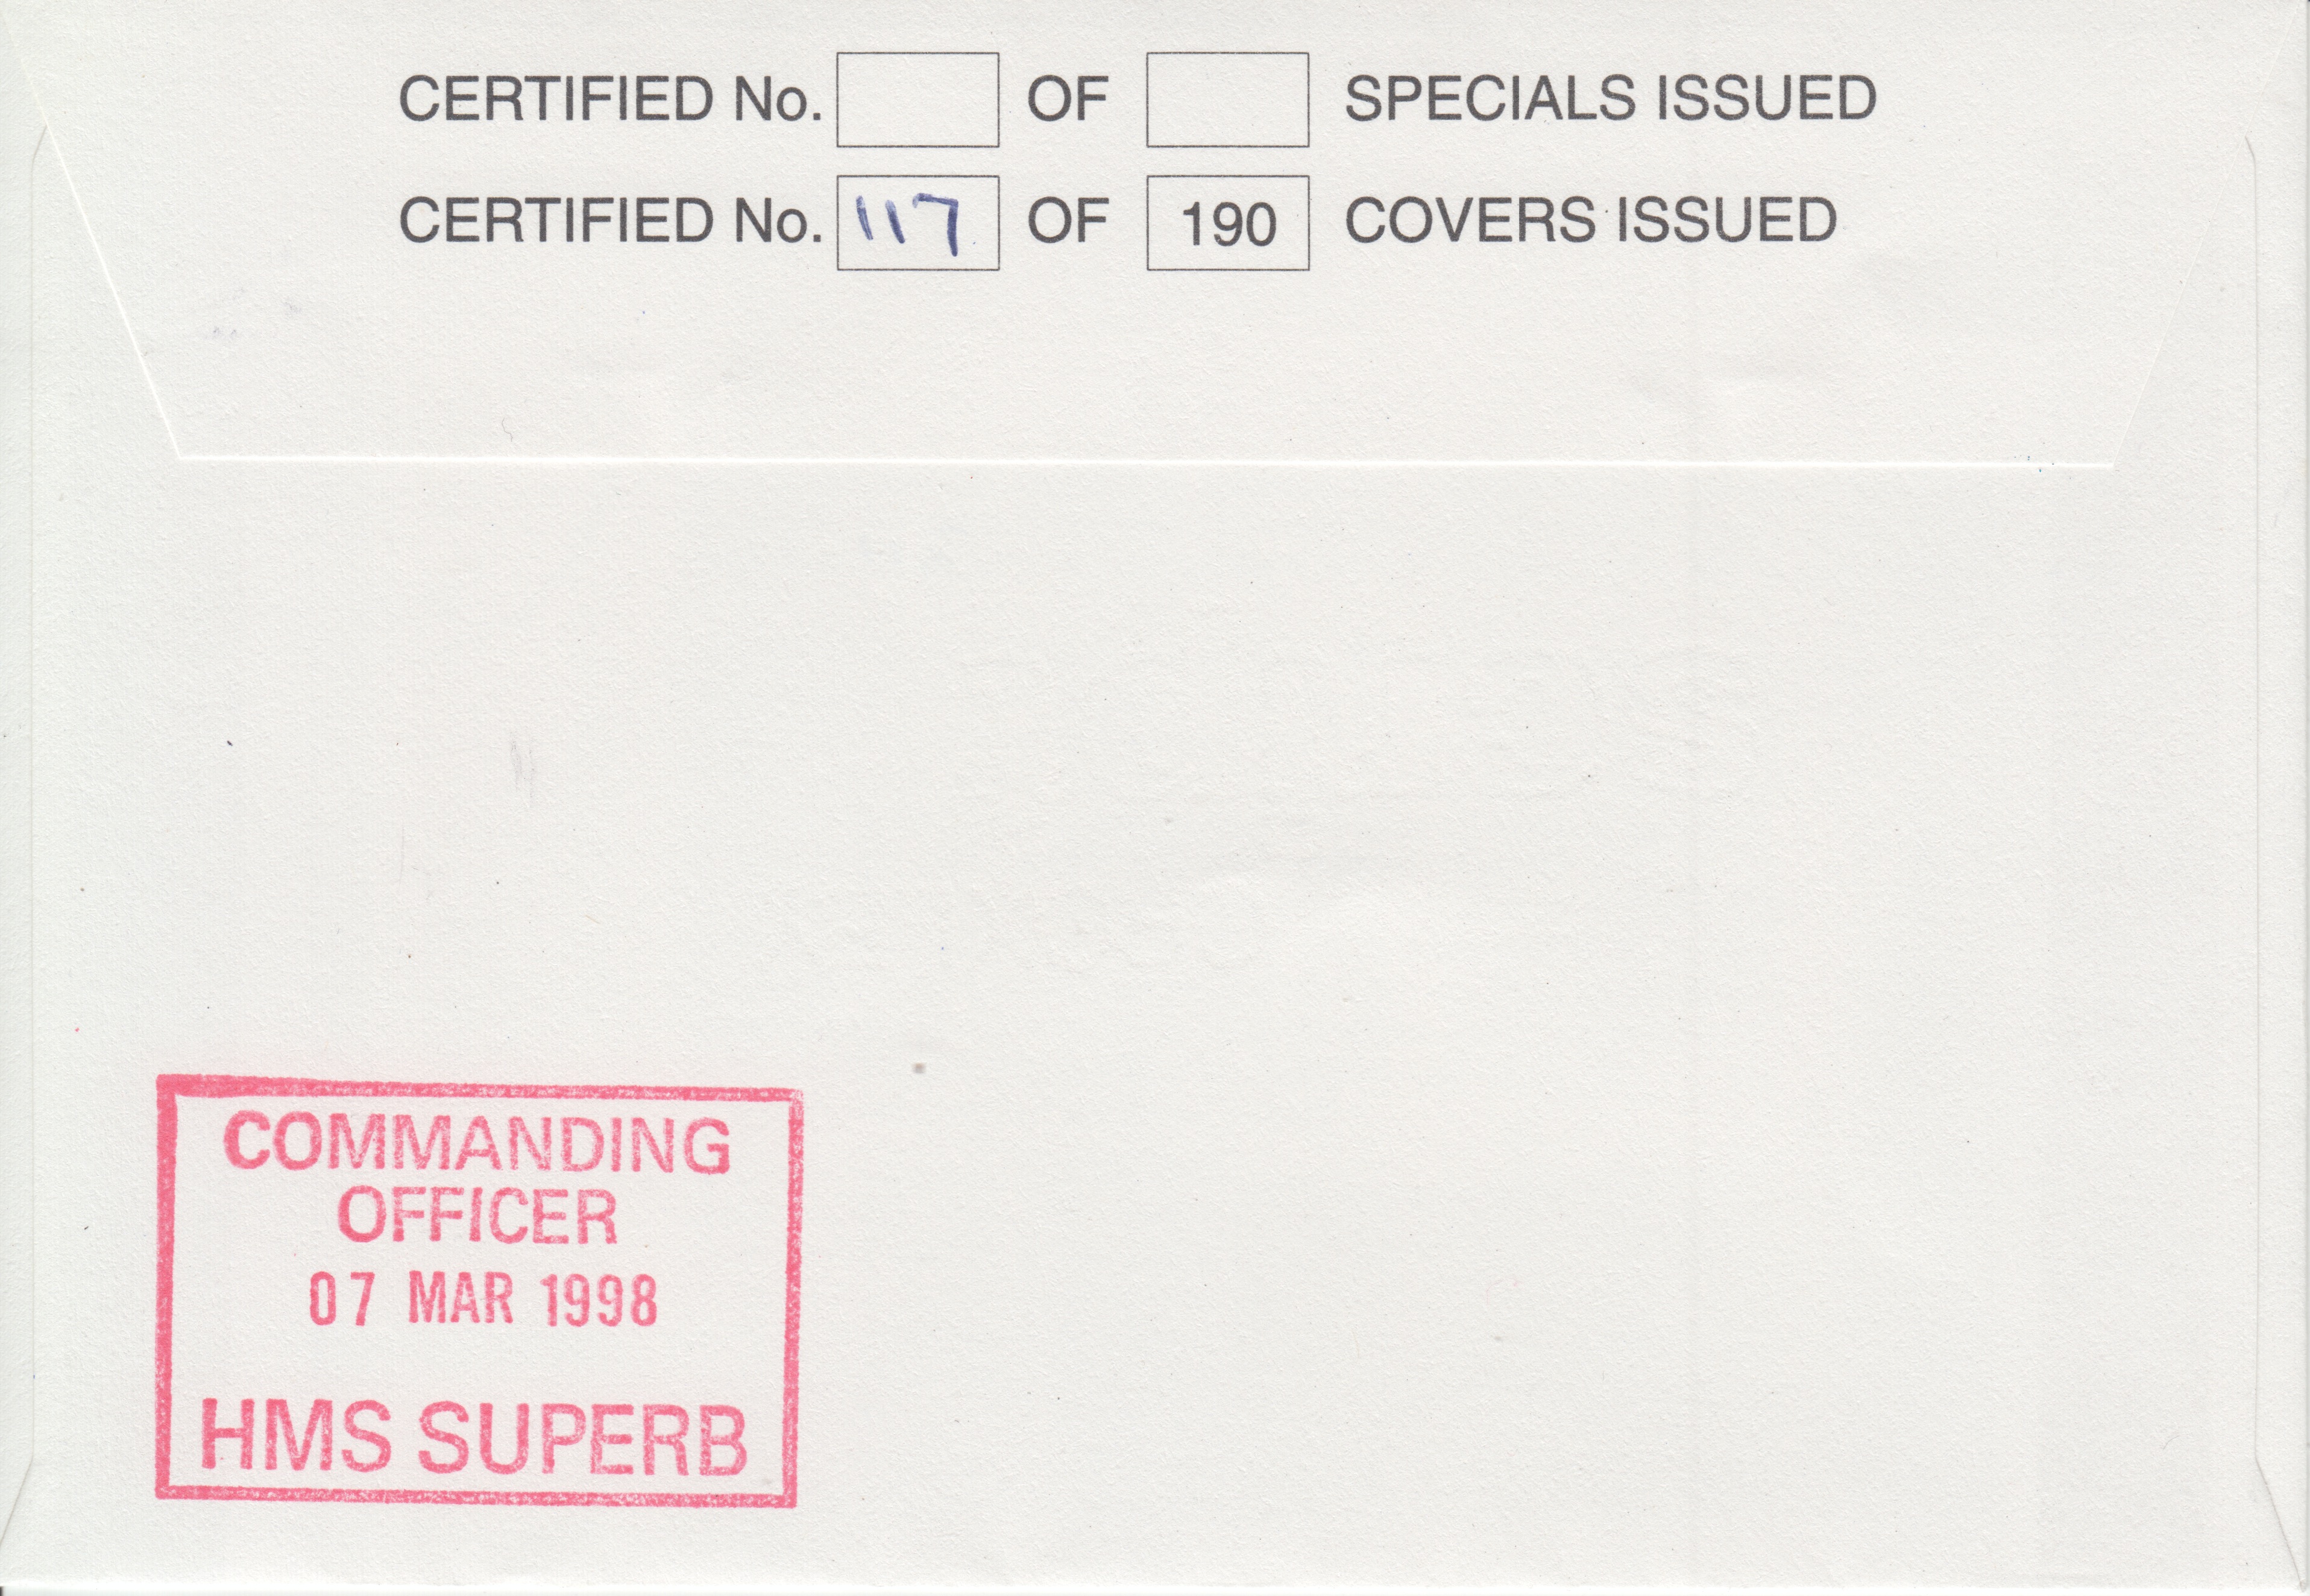 CERTIFIED No. OF SPECIALS ISSUED
CERTIFIED No. 117 OF 190 COVERS ISSUED
COMMANDING
OFFICER
07 MAR 1998
HMS SUPERB